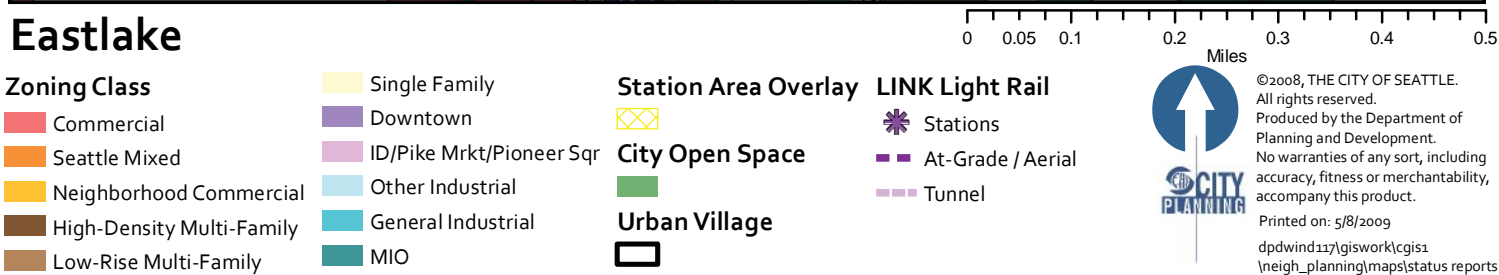 Eastlake
0 0.05 0.1 0.2 0.3 0.4 0.5
Miles
Zoning Class
Commercial
Seattle Mixed
Neighborhood Commercial
High-Density Multi-Family
Low-Rise Multi-Family
Single Family
Downtown
ID/Pike Mrkt/Pioneer Sqr
Other Industrial
General Industrial
MIO
Station Area Overlay
City Open Space
Urban Village
LINK Light Rail
Stations
At-Grade / Aerial
Tunnel
CITY
PLANNING
©2008, THE CITY OF SEATTLE.
All rights reserved.
Produced by the Department of
Planning and Development.
No warranties of any sort, including
accuracy, fitness or merchantability,
accompany this product.
Printed on: 5/8/2009
dpdwind117\giswork\cgis1
\neigh_planning\maps\status reports